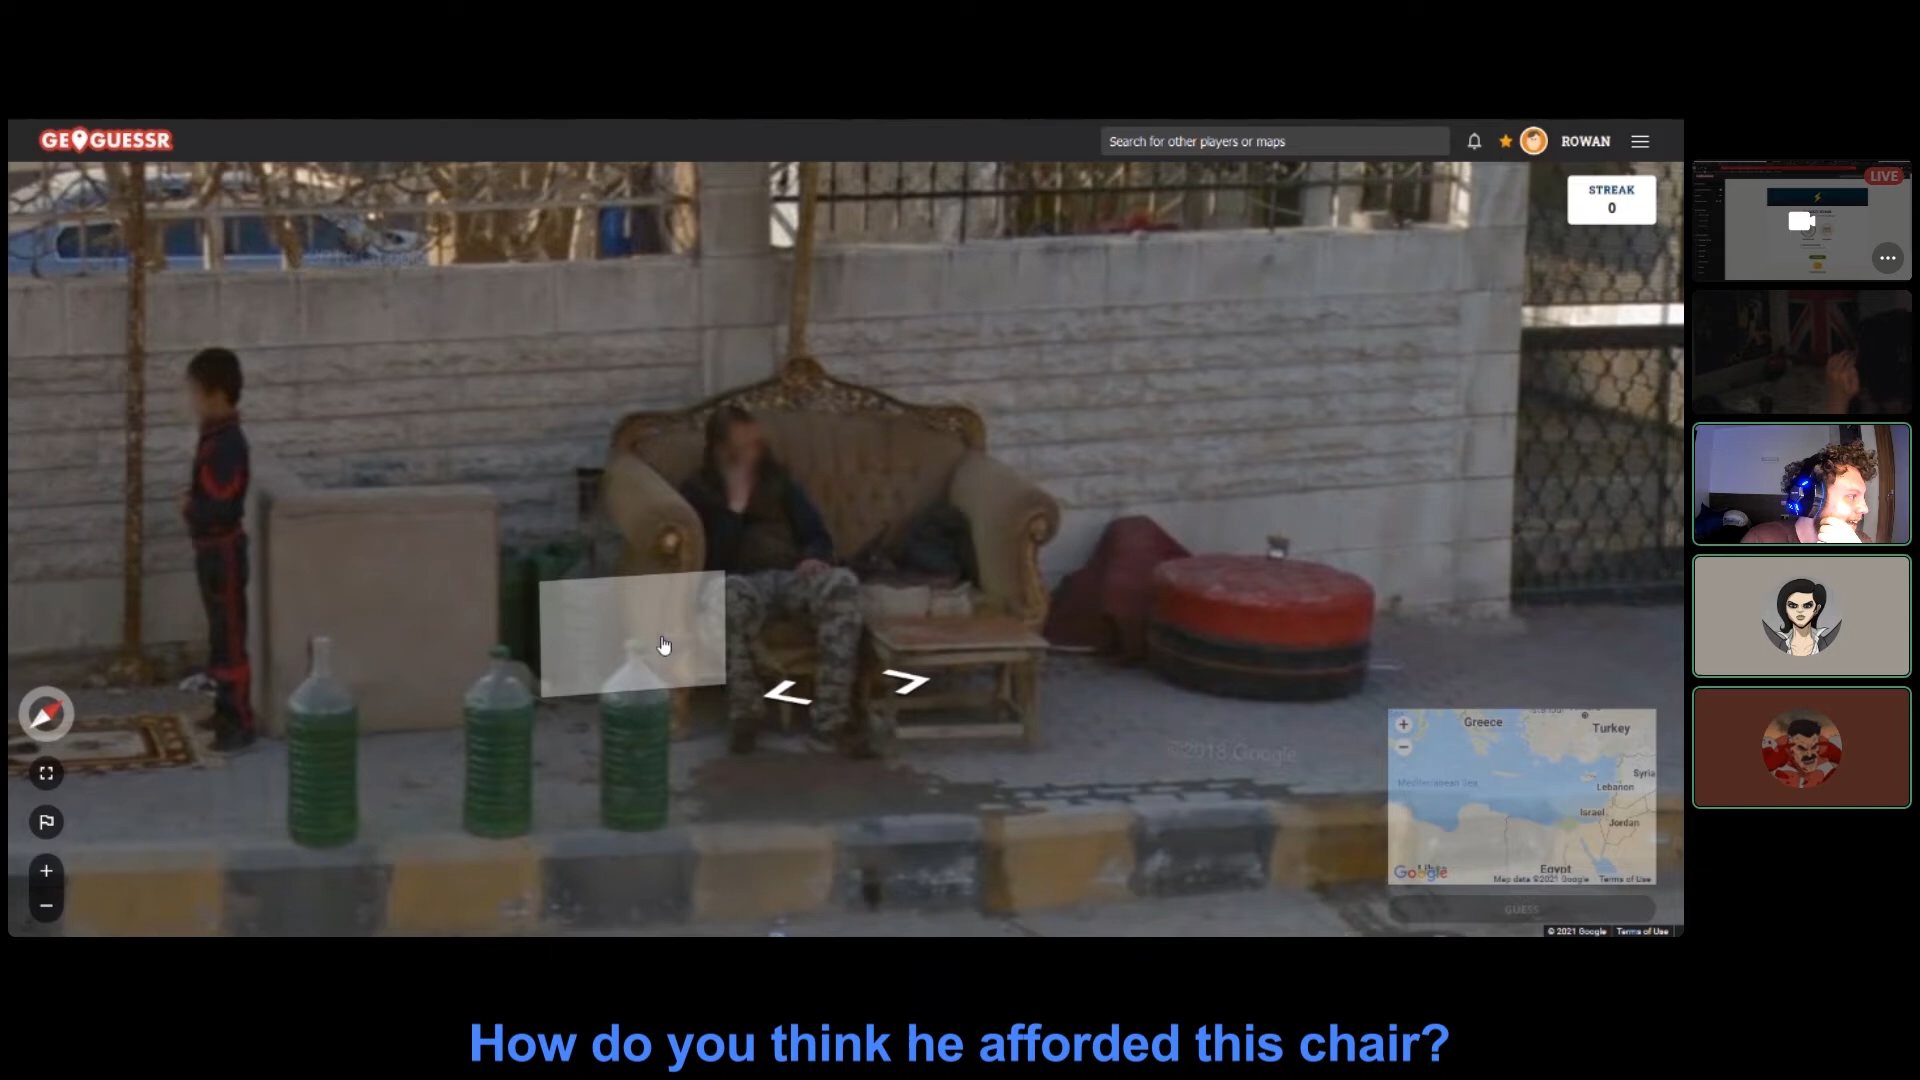 GEOGUESSR
Search for other players or maps
ROWAN
STREAK
0
LIVE
©2018 Google
Greece
Turkey
Mediterranean Sea
Syria
Lebanon
Israel
Jordan
Libya
Egypt
Google
Map data ©2021 Google
Terms of Use
GUESS
© 2021 Google
Terms of Use
How do you think he afforded this chair?